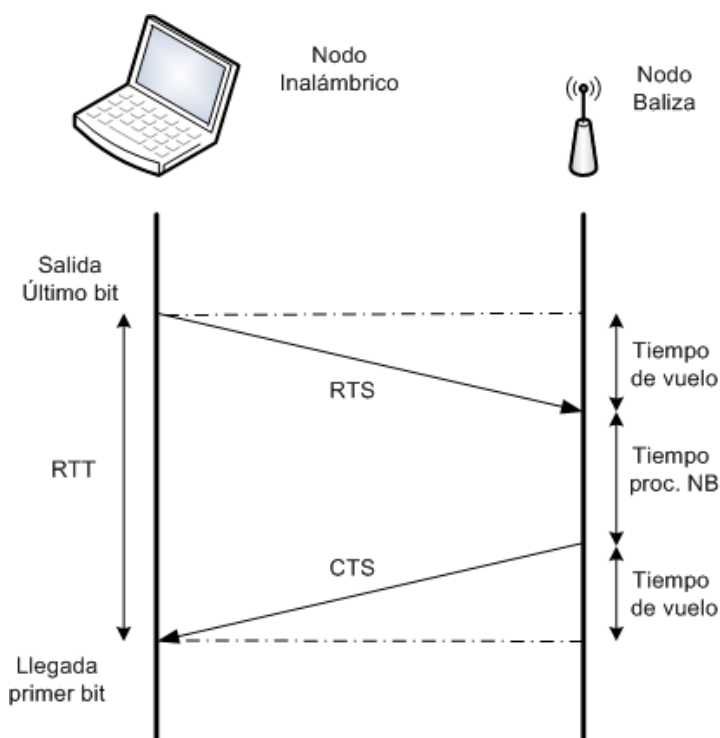 Nodo
Inalámbrico
Nodo
Baliza
Salida
Último bit
Tiempo
de vuelo
RTS
RTT
Tiempo
proc. NB
CTS
Tiempo
de vuelo
Llegada
primer bit